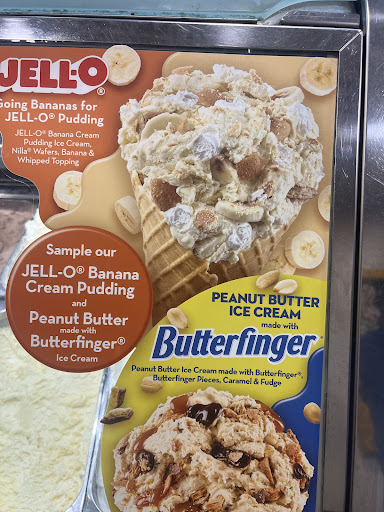 JELL-O®
Going Bananas for
JELL-O® Pudding
JELL-O® Banana Cream
Pudding Ice Cream,
Nilla® Wafers, Banana &
Whipped Topping
Sample our
JELL-O® Banana
Cream Pudding
and
Peanut Butter
made with
Butterfinger®
Ice Cream
PEANUT BUTTER
ICE CREAM
made with
Butterfinger
Peanut Butter Ice Cream made with Butterfinger®,
Butterfinger Pieces, Caramel & Fudge